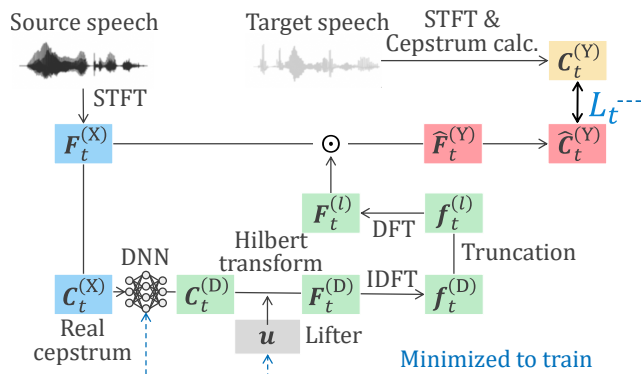 Source speech
Target speech
STFT &
Cepstrum calc.
C_t^(Y)
STFT
L_t
F_t^(X)
⊙
F̂_t^(Y)
Ĉ_t^(Y)
F_t^(l)
f_t^(l)
DFT
DNN
Hilbert
transform
Truncation
C_t^(X)
C_t^(D)
F_t^(D)
IDFT
f_t^(D)
Real
cepstrum
u
Lifter
Minimized to train